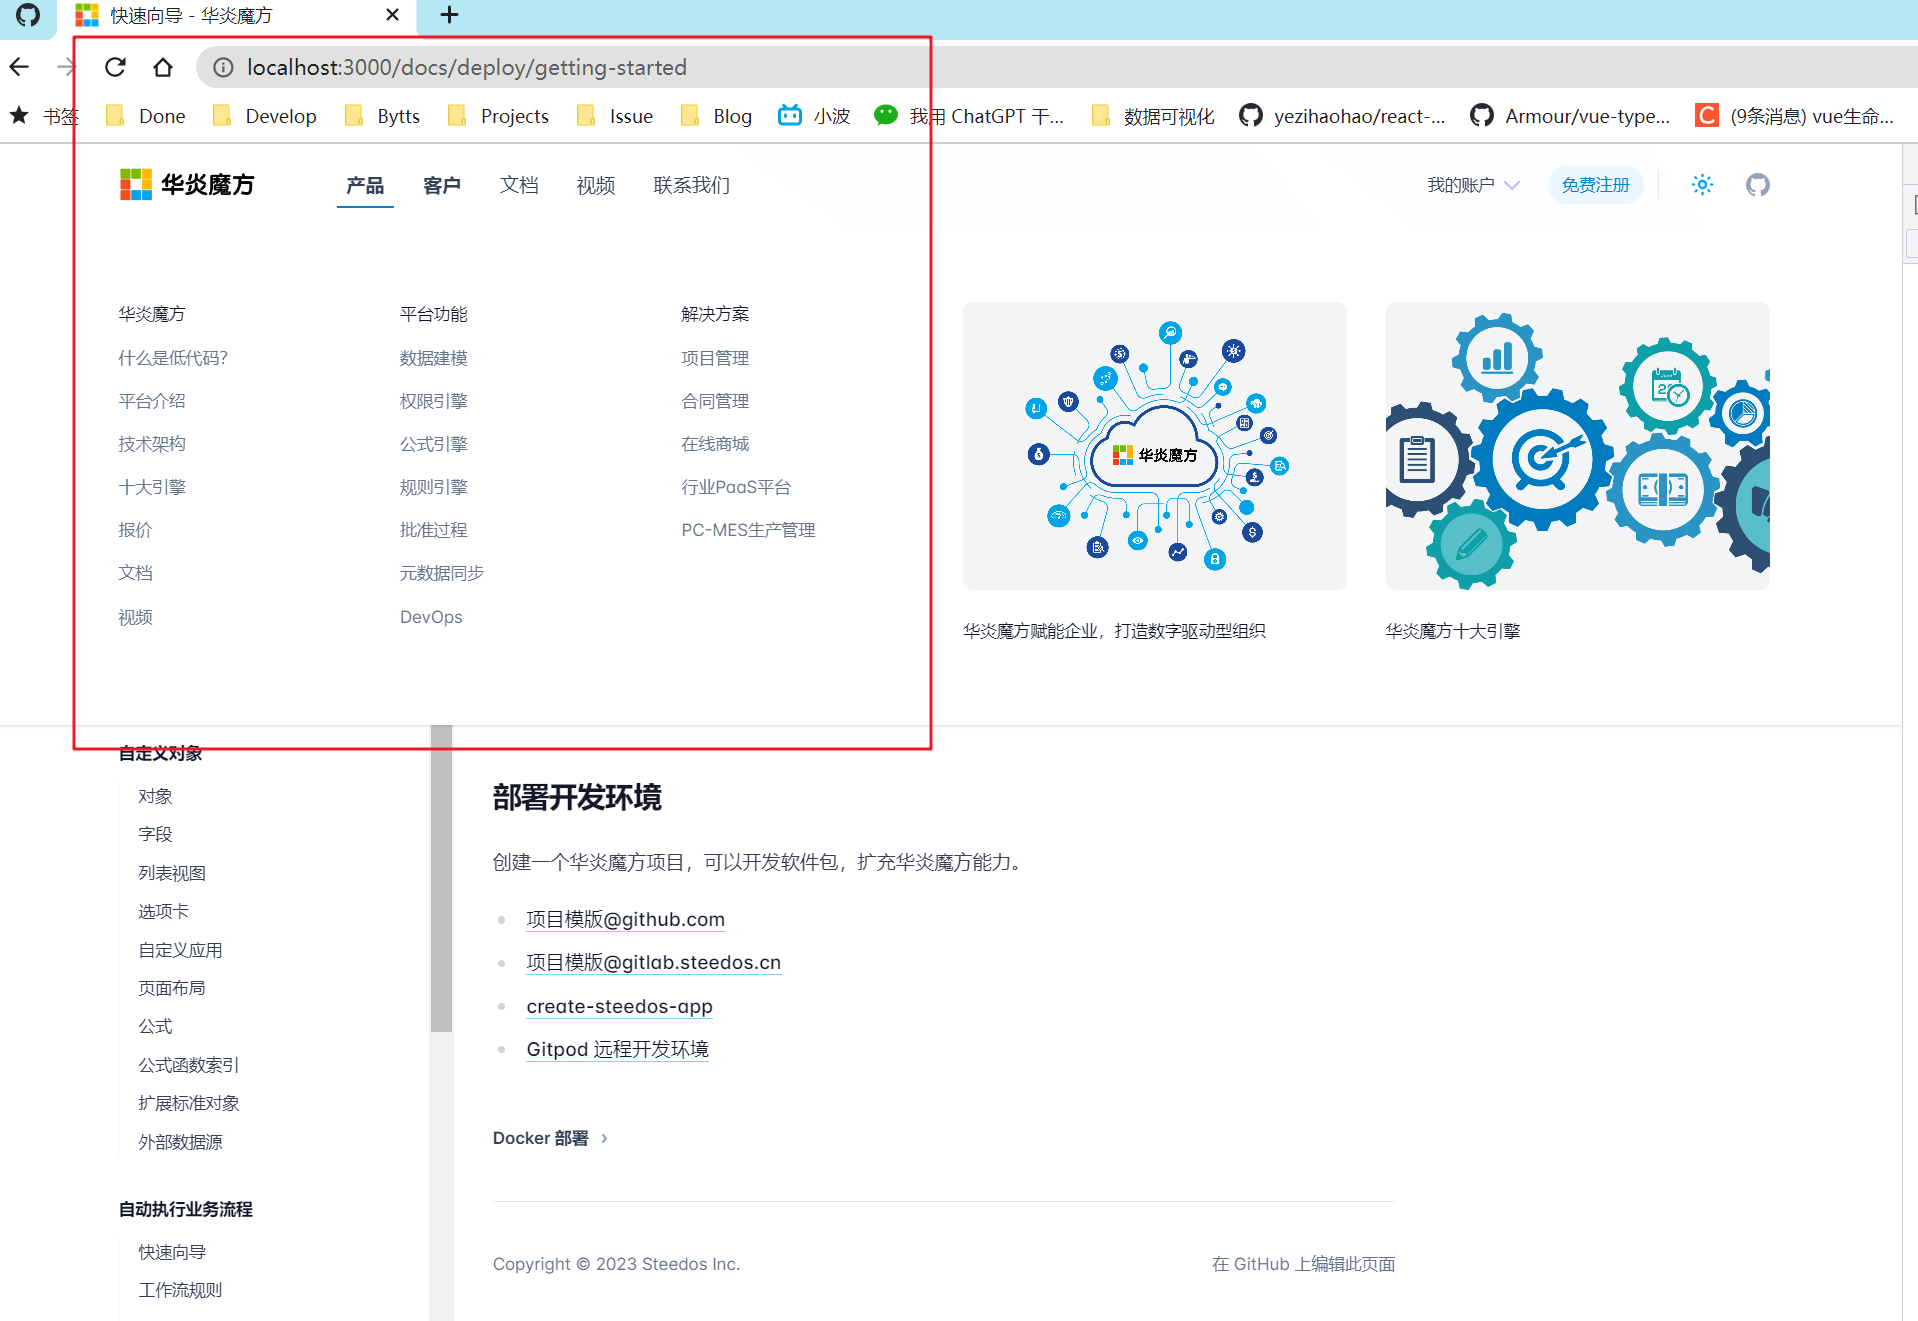 快速向导 - 华炎魔方
localhost:3000/docs/deploy/getting-started
书签 Done Develop Bytts Projects Issue Blog 小波 我用 ChatGPT 干... 数据可视化 yezihaohao/react-... Armour/vue-type... (9条消息) vue生命...
华炎魔方 产品 客户 文档 视频 联系我们 我的账户 免费注册
华炎魔方
什么是低代码?
平台介绍
技术架构
十大引擎
报价
文档
视频
平台功能
数据建模
权限引擎
公式引擎
规则引擎
批准过程
元数据同步
DevOps
解决方案
项目管理
合同管理
在线商城
行业PaaS平台
PC-MES生产管理
华炎魔方
华炎魔方赋能企业，打造数字驱动型组织
华炎魔方十大引擎
自定义对象
对象
字段
列表视图
选项卡
自定义应用
页面布局
公式
公式函数索引
扩展标准对象
外部数据源
自动执行业务流程
快速向导
工作流规则
部署开发环境
创建一个华炎魔方项目，可以开发软件包，扩充华炎魔方能力。
项目模版@github.com
项目模版@gitlab.steedos.cn
create-steedos-app
Gitpod 远程开发环境
Docker 部署
Copyright © 2023 Steedos Inc.
在 GitHub 上编辑此页面